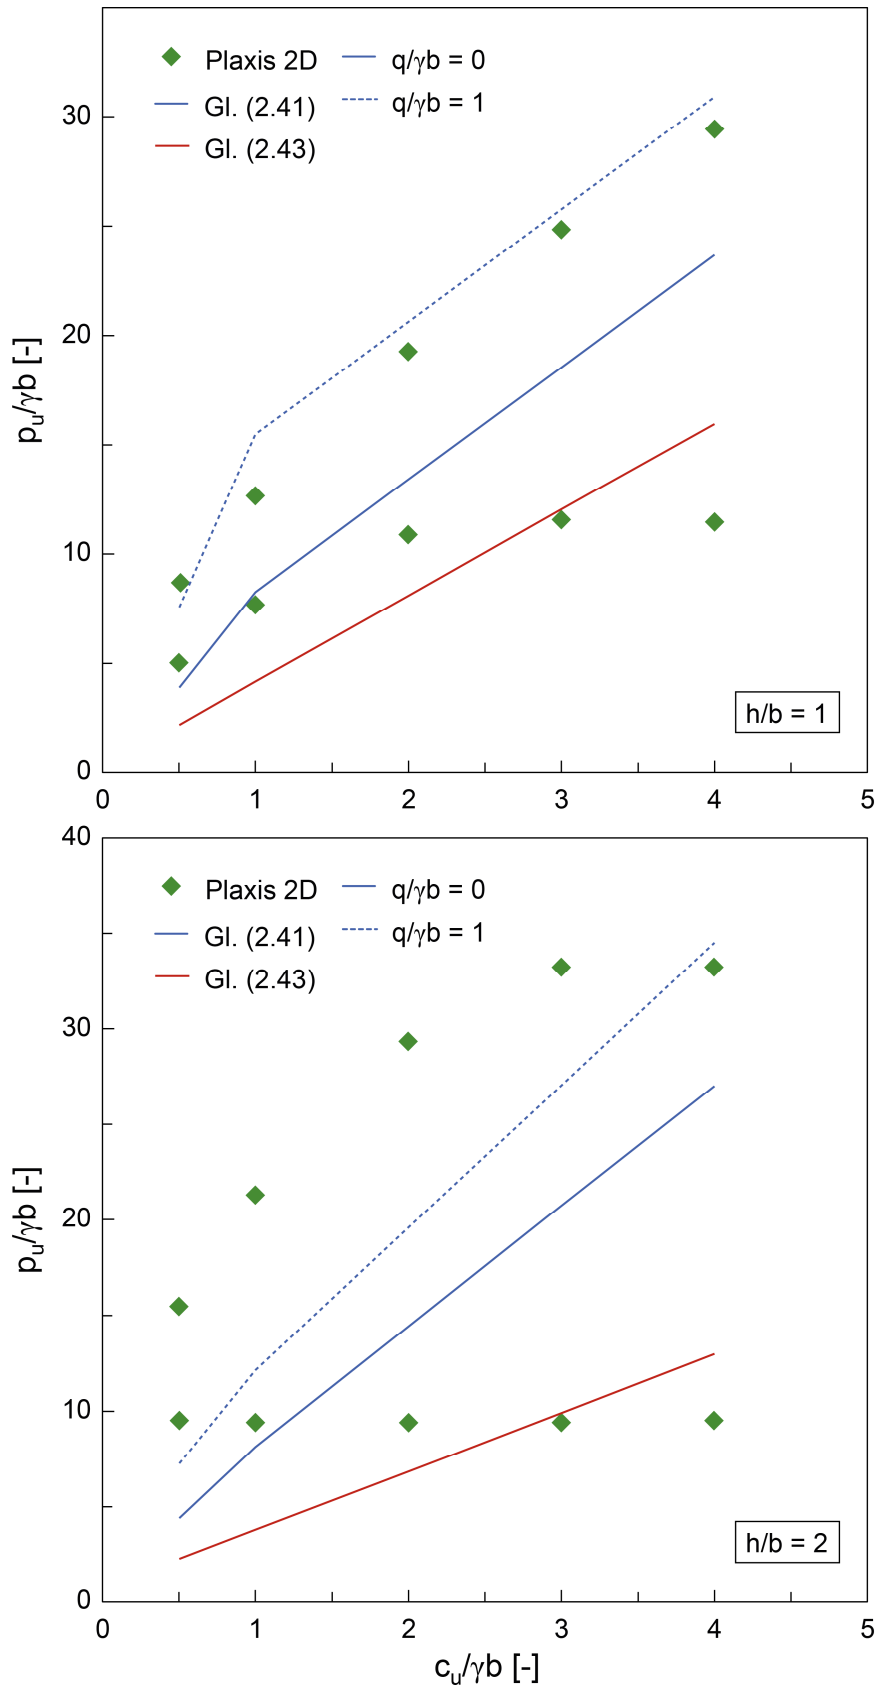 30
20
10
0
pu/γb [-]
Plaxis 2D
q/γb = 0
Gl. (2.41)
q/γb = 1
Gl. (2.43)
h/b = 1
0 1 2 3 4 5
40
30
20
10
0
pu/γb [-]
Plaxis 2D
q/γb = 0
Gl. (2.41)
q/γb = 1
Gl. (2.43)
h/b = 2
0 1 2 3 4 5
cu/γb [-]